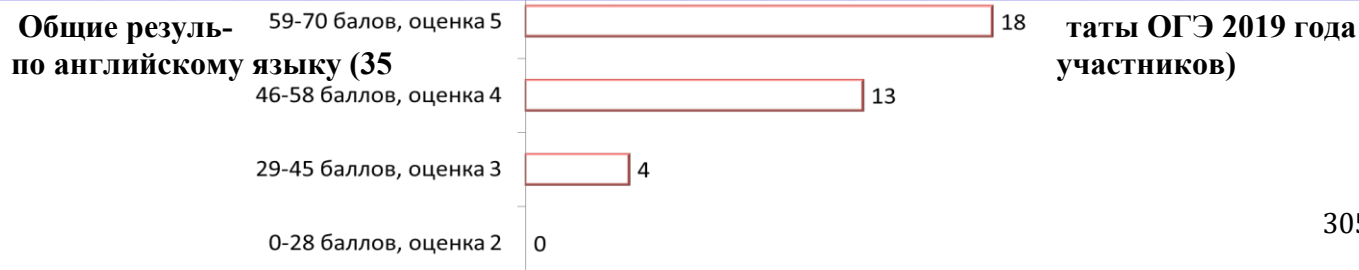 Общие резуль-
таты ОГЭ 2019 года
по английскому языку (35
участников)
59-70 балов, оценка 5
18
46-58 баллов, оценка 4
13
29-45 баллов, оценка 3
4
0-28 баллов, оценка 2
0
305